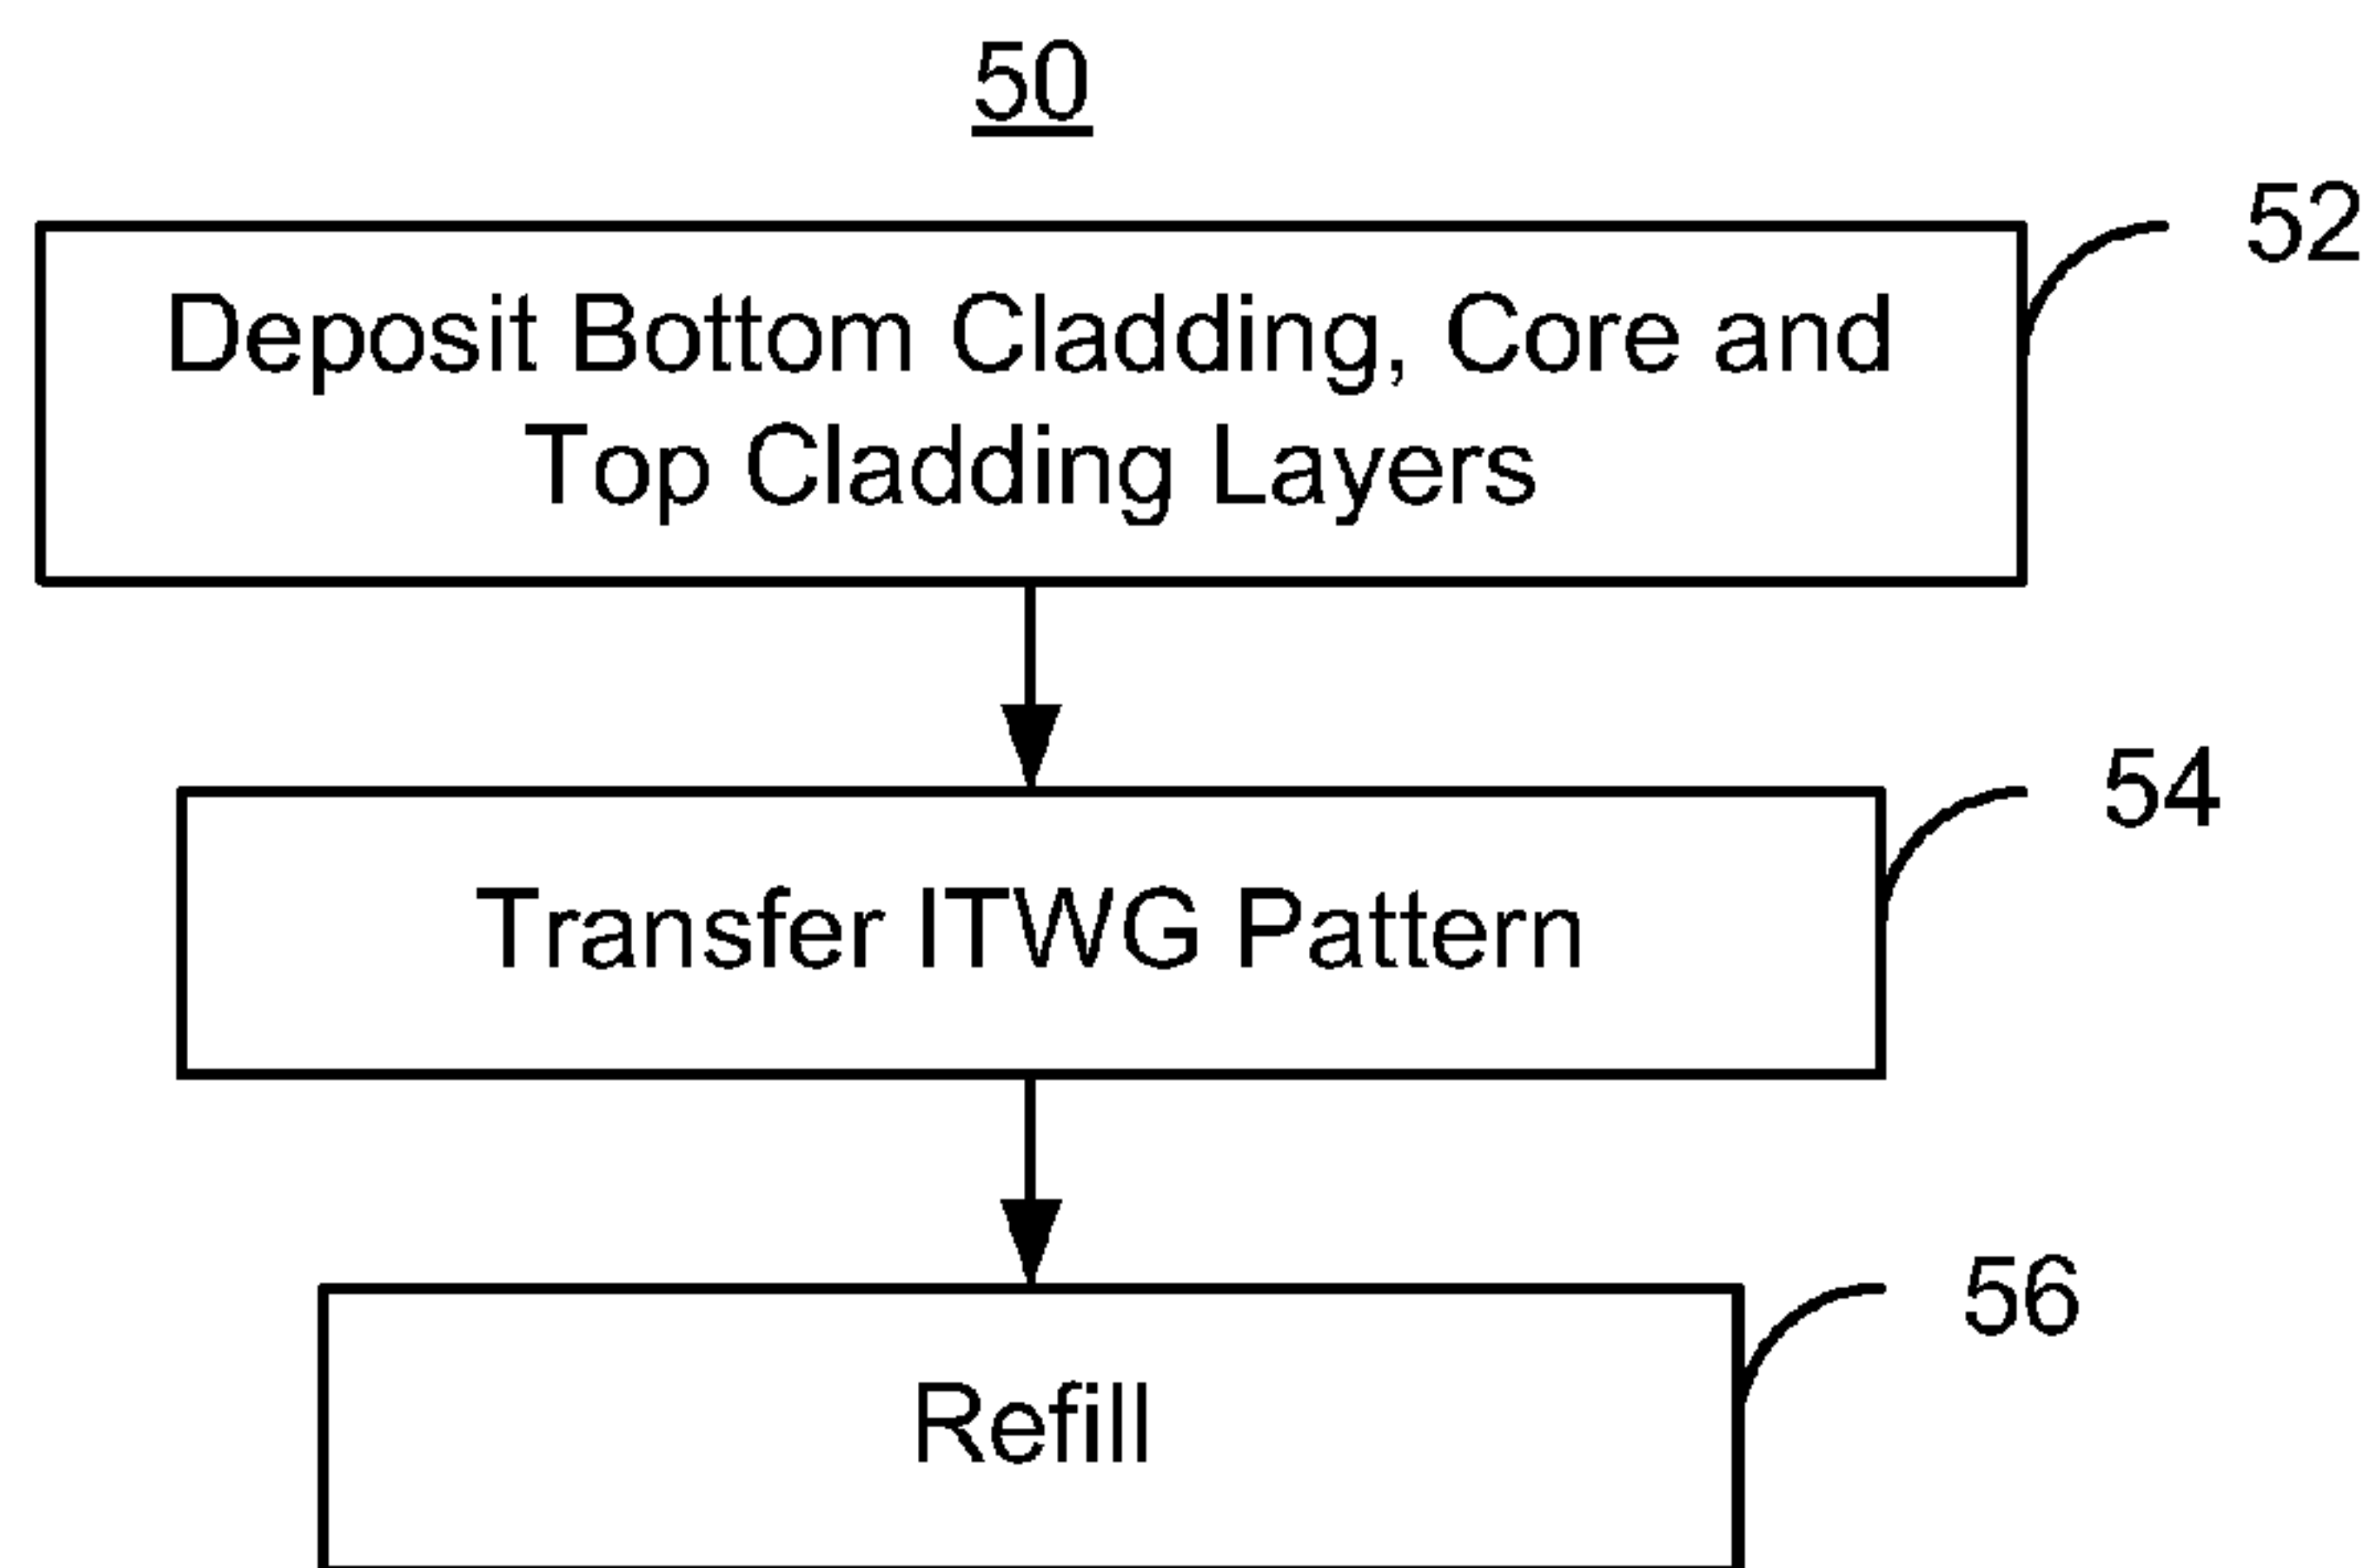 50
52
Deposit Bottom Cladding, Core and
Top Cladding Layers
54
Transfer ITWG Pattern
56
Refill